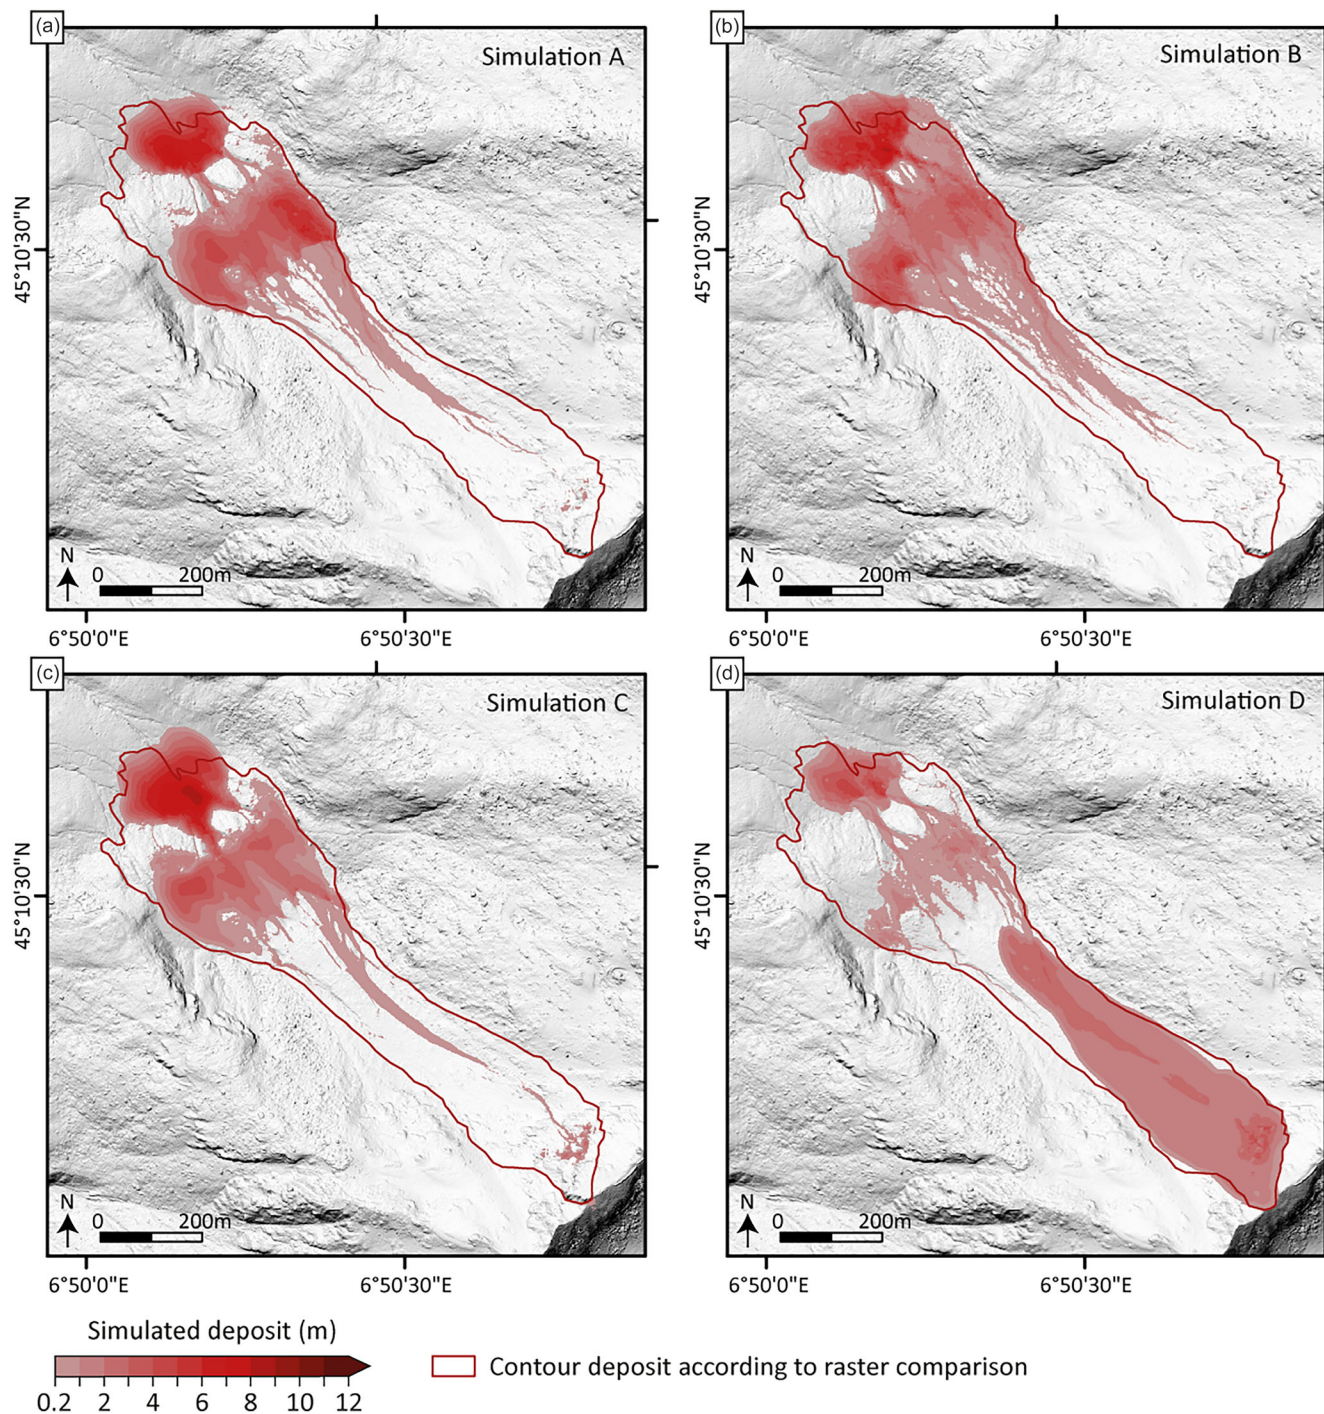 (a)
Simulation A
45°10'30"N
N
0 200m
6°50'0"E 6°50'30"E
(b)
Simulation B
45°10'30"N
N
0 200m
6°50'0"E 6°50'30"E
(c)
Simulation C
45°10'30"N
N
0 200m
6°50'0"E 6°50'30"E
(d)
Simulation D
45°10'30"N
N
0 200m
6°50'0"E 6°50'30"E
Simulated deposit (m)
0.2 2 4 6 8 10 12
Contour deposit according to raster comparison